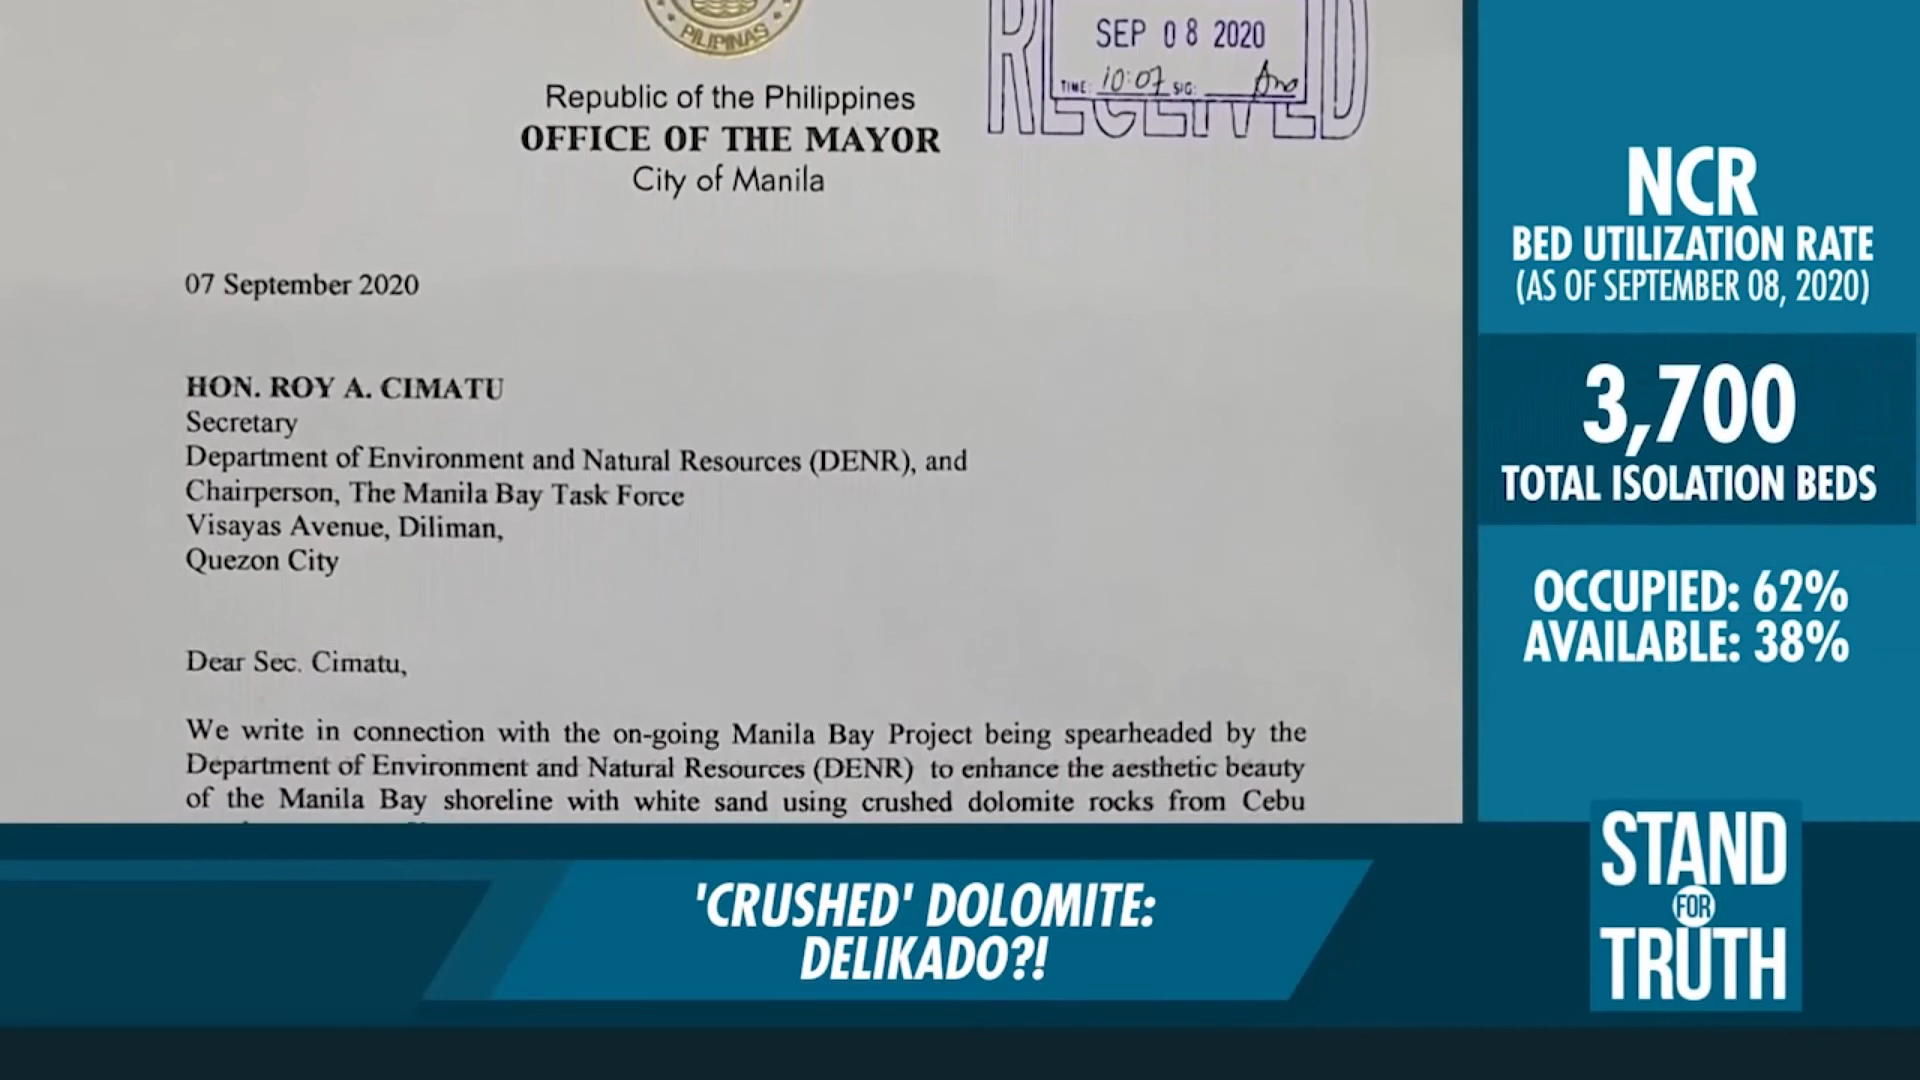 PILIPINAS
RECEIVED
SEP 08 2020
TIME: 10:07 SIG:
Republic of the Philippines
OFFICE OF THE MAYOR
City of Manila
07 September 2020
HON. ROY A. CIMATU
Secretary
Department of Environment and Natural Resources (DENR), and
Chairperson, The Manila Bay Task Force
Visayas Avenue, Diliman,
Quezon City
Dear Sec. Cimatu,
We write in connection with the on-going Manila Bay Project being spearheaded by the
Department of Environment and Natural Resources (DENR) to enhance the aesthetic beauty
of the Manila Bay shoreline with white sand using crushed dolomite rocks from Cebu
NCR
BED UTILIZATION RATE
(AS OF SEPTEMBER 08, 2020)
3,700
TOTAL ISOLATION BEDS
OCCUPIED: 62%
AVAILABLE: 38%
'CRUSHED' DOLOMITE:
DELIKADO?!
STAND
FOR
TRUTH